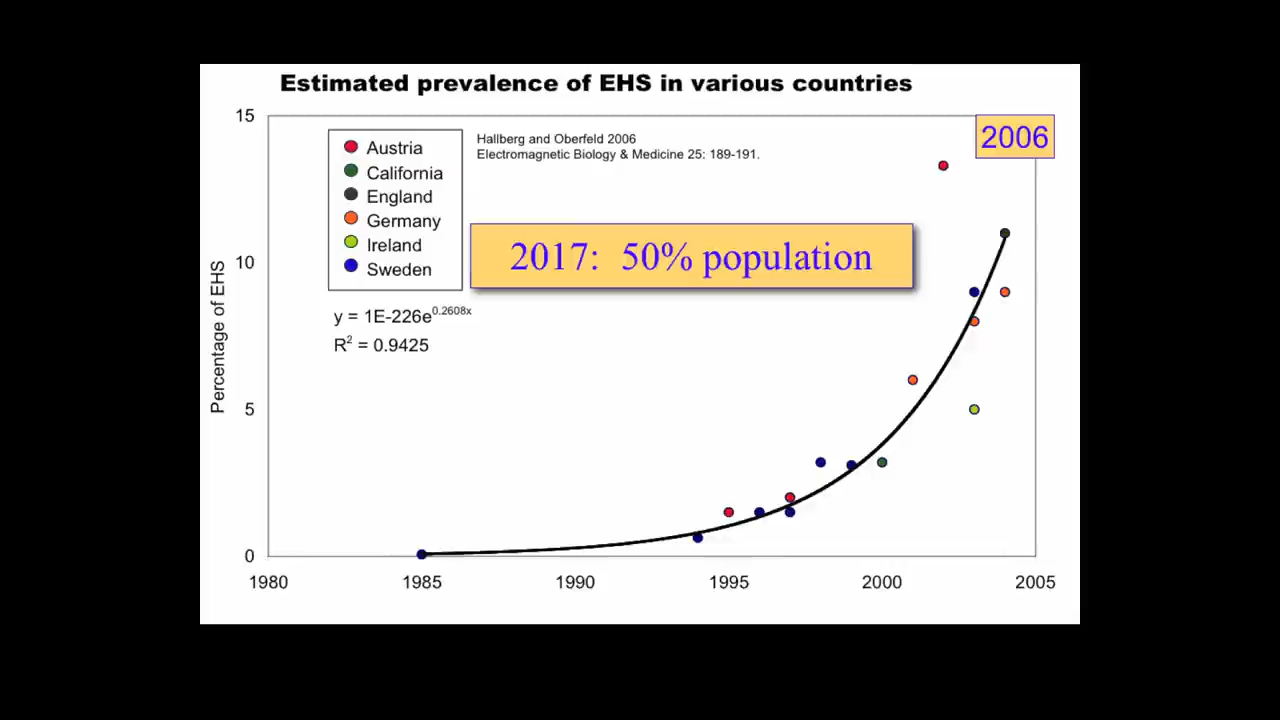 Estimated prevalence of EHS in various countries
15
2006
Hallberg and Oberfeld 2006
Electromagnetic Biology & Medicine 25: 189-191.
Austria
California
England
Germany
Ireland
Sweden
2017: 50% population
10
y = 1E-226e^0.2608x
R² = 0.9425
Percentage of EHS
5
0
1980 1985 1990 1995 2000 2005